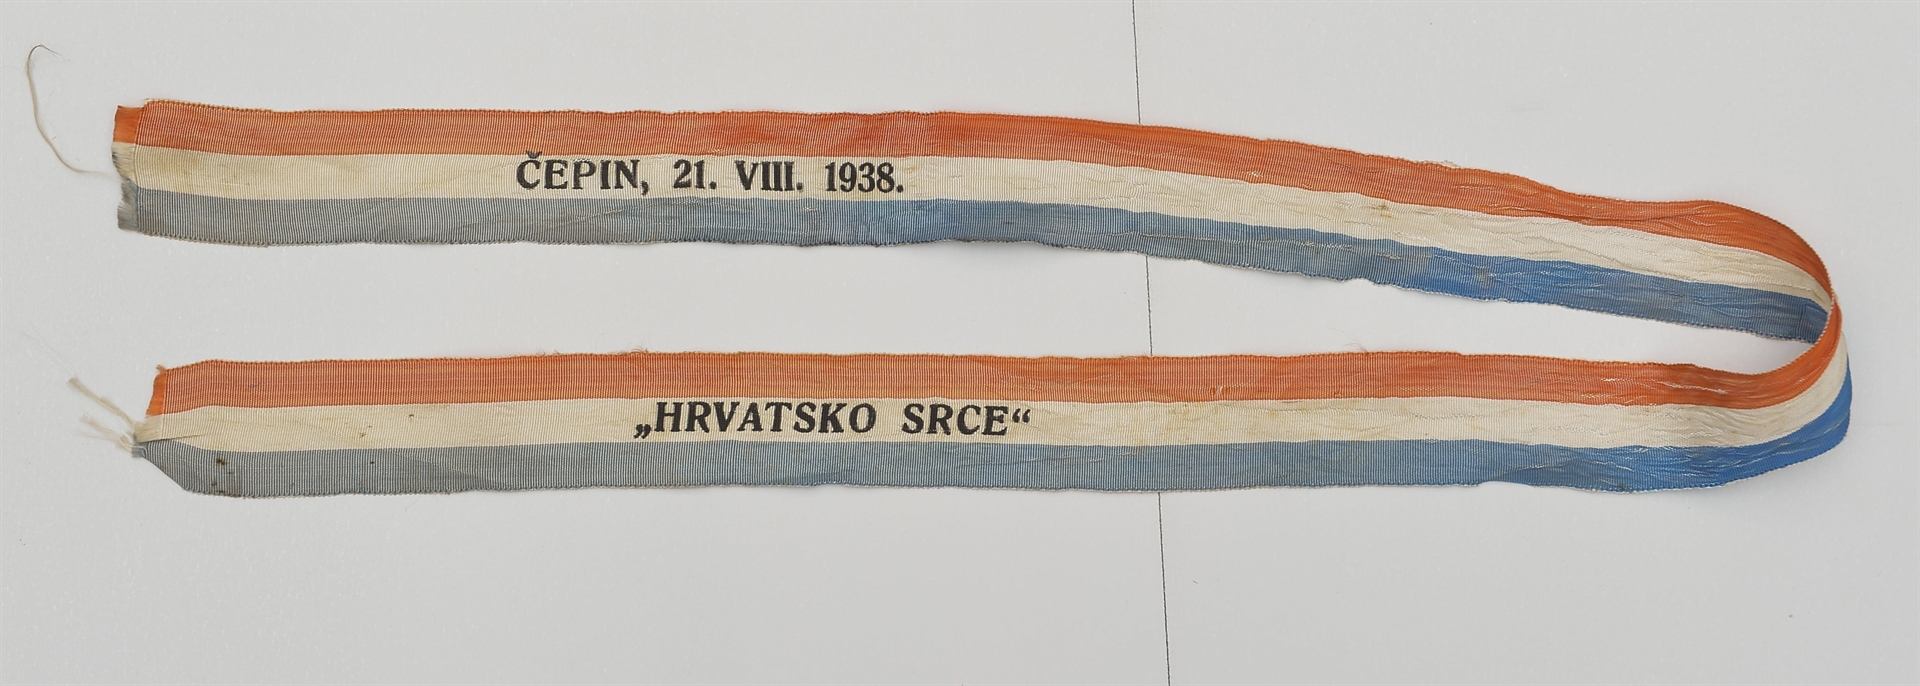 ČEPIN, 21. VIII. 1938.
„HRVATSKO SRCE“